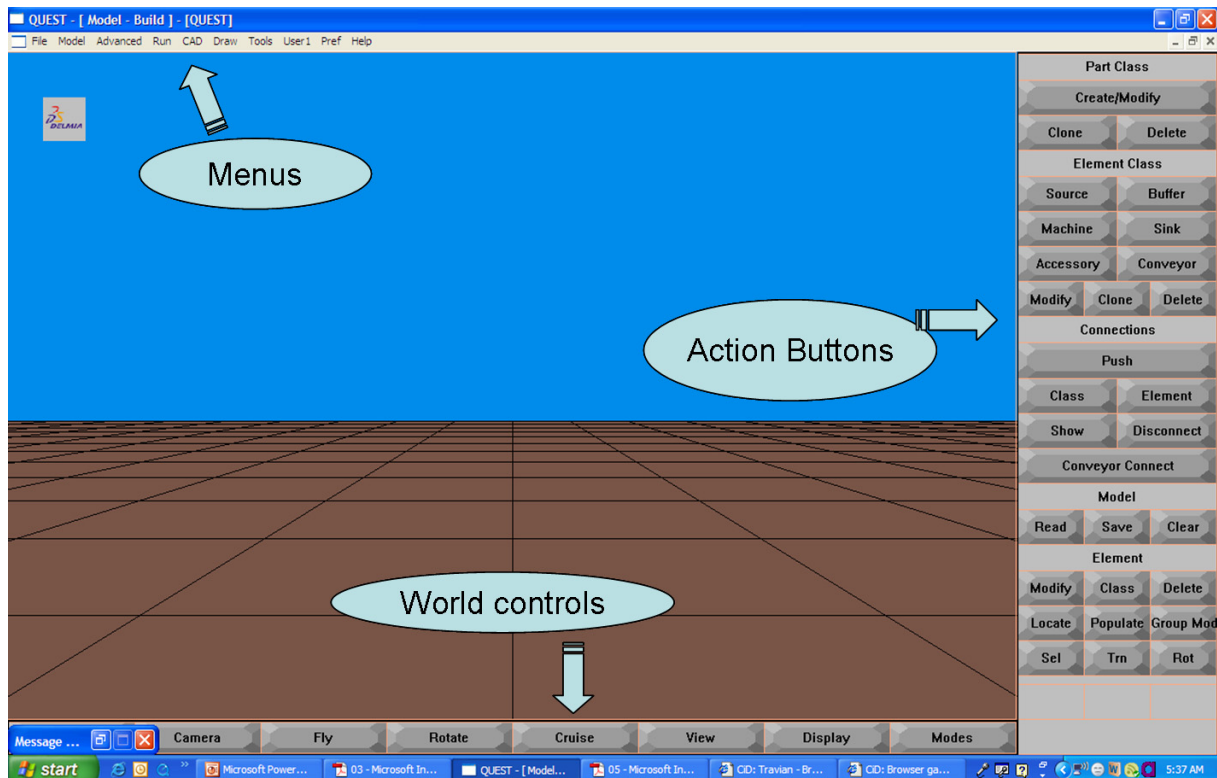 QUEST - [ Model - Build ] - [QUEST]
File Model Advanced Run CAD Draw Tools User1 Pref Help
DELMIA
Menus
Action Buttons
World controls
Part Class
Create/Modify
Clone Delete
Element Class
Source Buffer
Machine Sink
Accessory Conveyor
Modify Clone Delete
Connections
Push
Class Element
Show Disconnect
Conveyor Connect
Model
Read Save Clear
Element
Modify Class Delete
Locate Populate Group Mod
Sel Trn Rot
Message ... Camera Fly Rotate Cruise View Display Modes
start Microsoft Power... 03 - Microsoft In... QUEST - [ Model... 05 - Microsoft In... CiD: Travian - Br... CiD: Browser ga... 5:37 AM